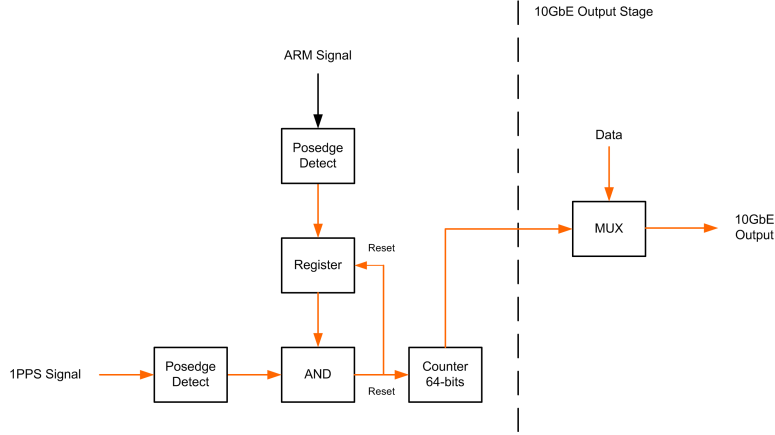 10GbE Output Stage
ARM Signal
Posedge
Detect
Data
MUX
10GbE
Output
Register
Reset
1PPS Signal
Posedge
Detect
AND
Reset
Counter
64-bits